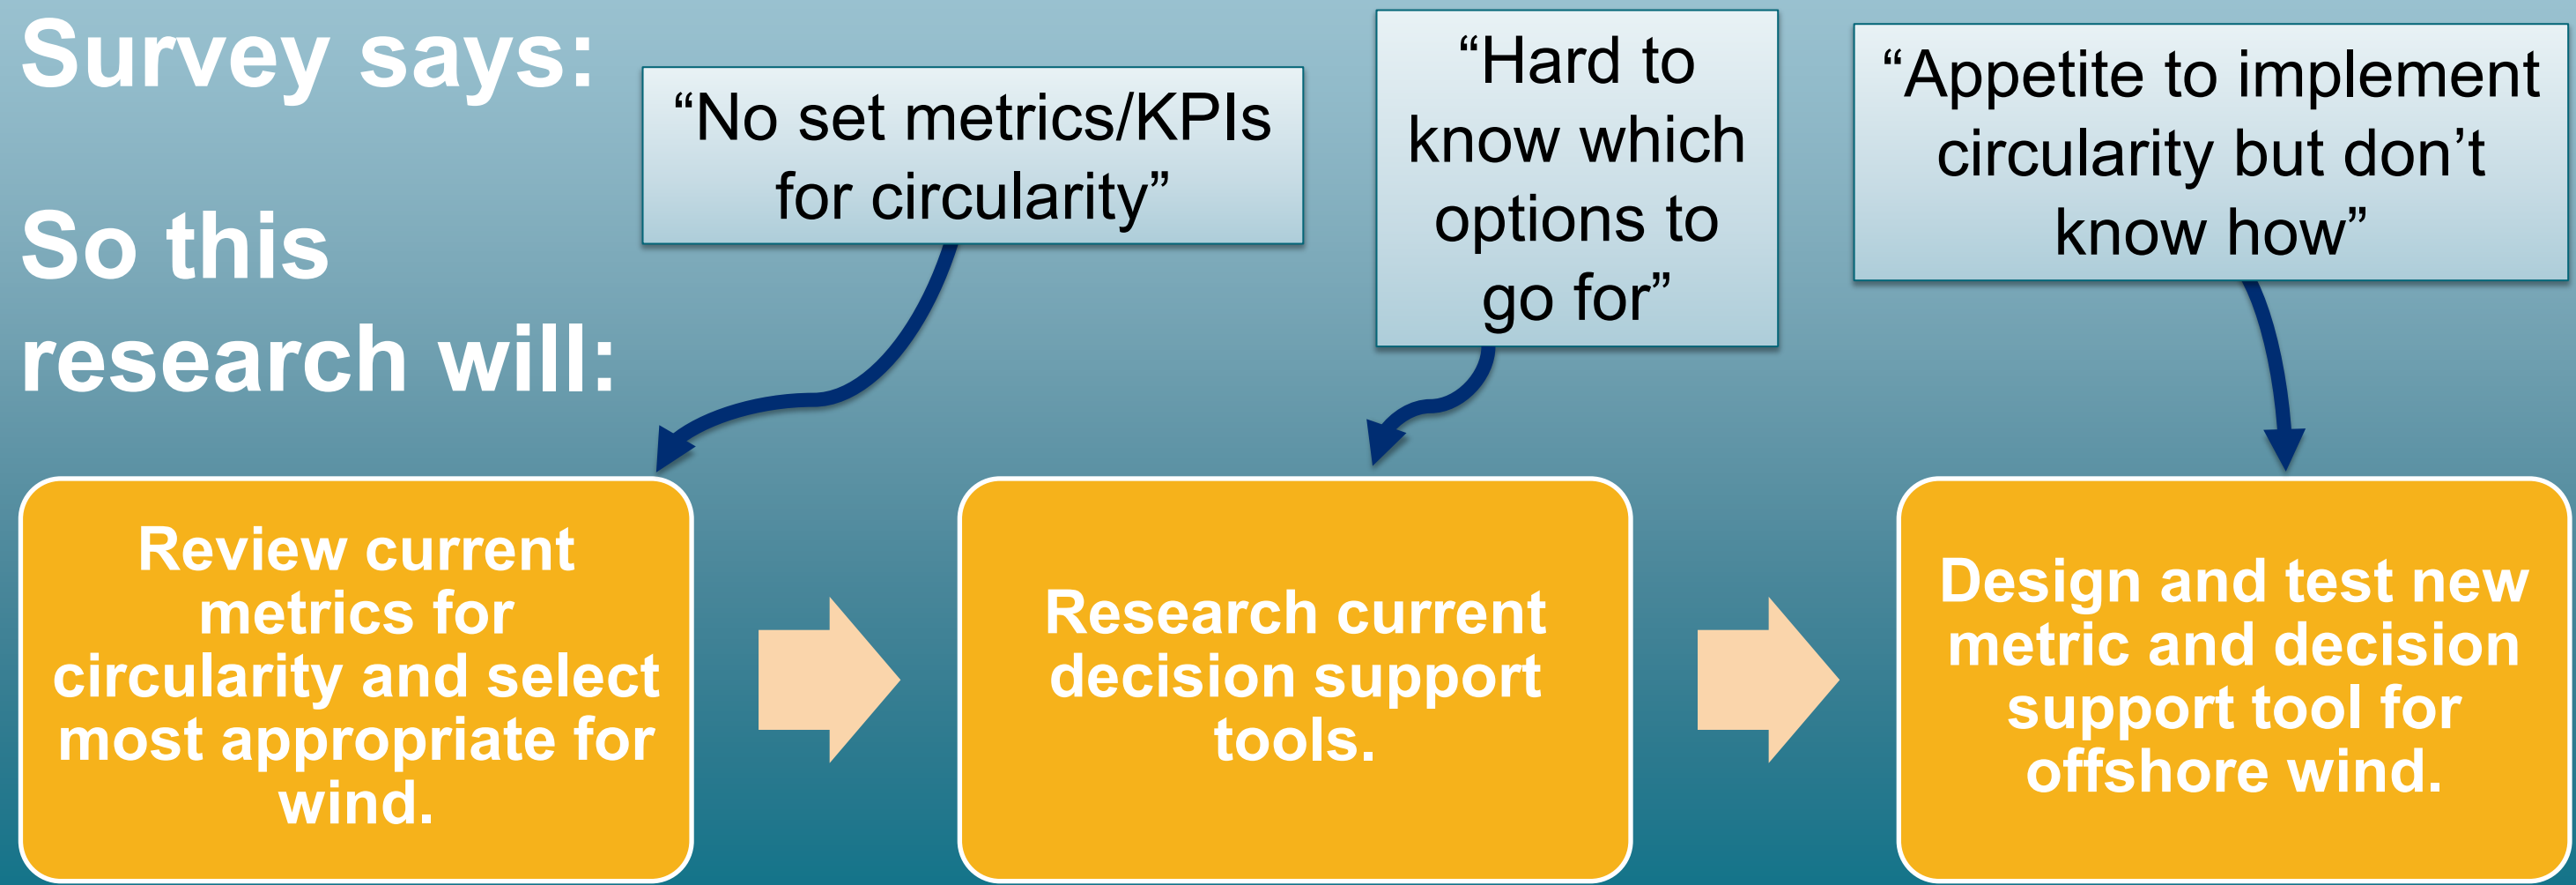 Survey says:
“No set metrics/KPIs
for circularity”
“Hard to
know which
options to
go for”
“Appetite to implement
circularity but don’t
know how”
So this
research will:
Review current
metrics for
circularity and select
most appropriate for
wind.
Research current
decision support
tools.
Design and test new
metric and decision
support tool for
offshore wind.